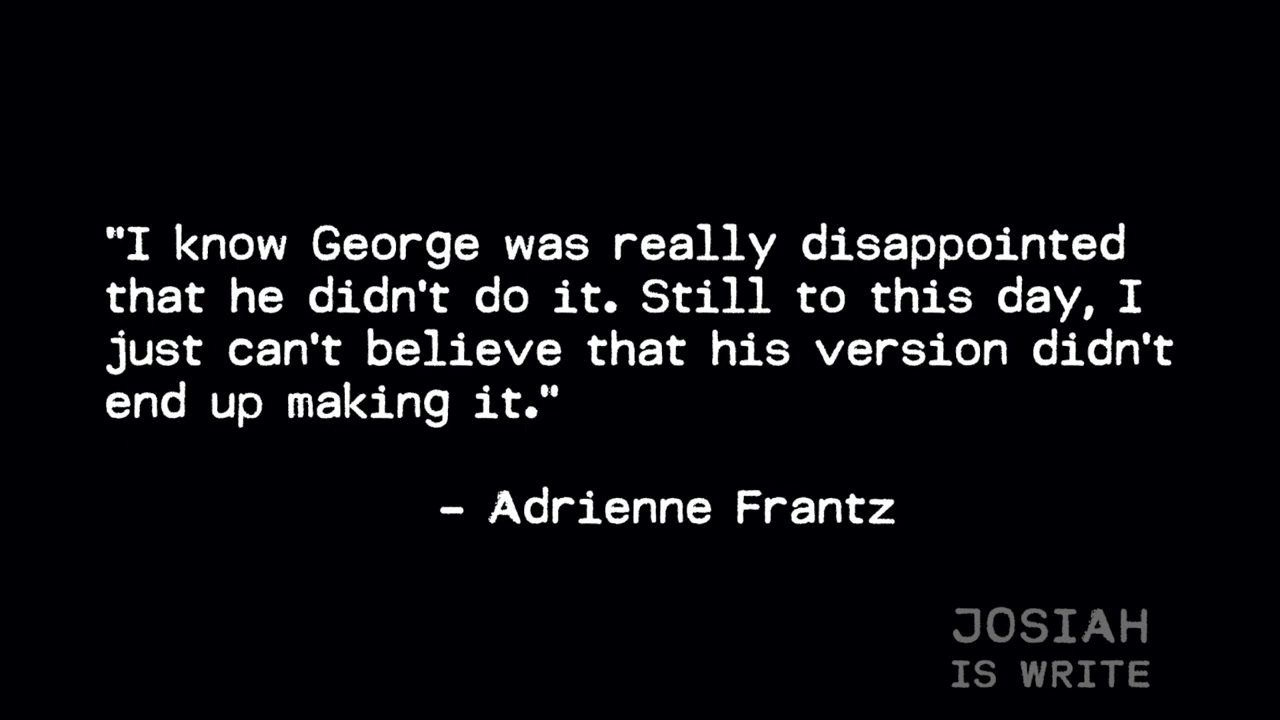 "I know George was really disappointed
that he didn't do it. Still to this day, I
just can't believe that his version didn't
end up making it."
- Adrienne Frantz
JOSIAH
IS WRITE